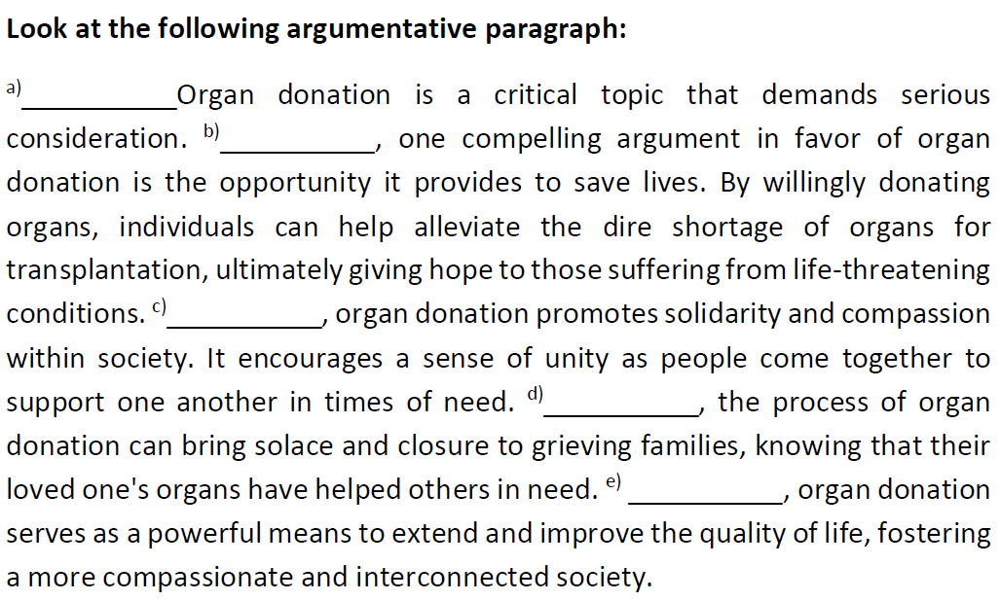 Look at the following argumentative paragraph:
a)___________Organ donation is a critical topic that demands serious
consideration. b)___________, one compelling argument in favor of organ
donation is the opportunity it provides to save lives. By willingly donating
organs, individuals can help alleviate the dire shortage of organs for
transplantation, ultimately giving hope to those suffering from life-threatening
conditions. c)___________, organ donation promotes solidarity and compassion
within society. It encourages a sense of unity as people come together to
support one another in times of need. d)___________, the process of organ
donation can bring solace and closure to grieving families, knowing that their
loved one's organs have helped others in need. e) ___________, organ donation
serves as a powerful means to extend and improve the quality of life, fostering
a more compassionate and interconnected society.